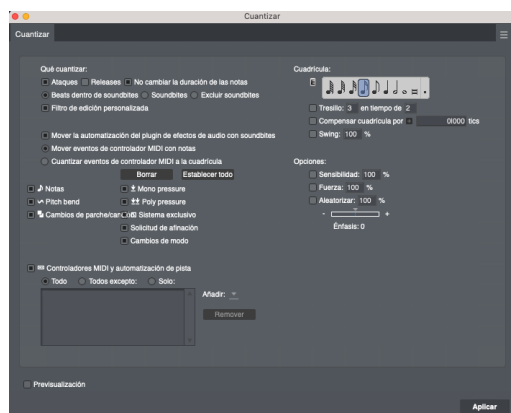 Cuantizar
Cuantizar
Qué cuantizar:
Ataques Releases No cambiar la duración de las notas
Beats dentro de soundbites Soundbites Excluir soundbites
Filtro de edición personalizada
Mover la automatización del plugin de efectos de audio con soundbites
Mover eventos de controlador MIDI con notas
Cuantizar eventos de controlador MIDI a la cuadrícula
Borrar Establecer todo
Notas Mono pressure
Pitch bend Poly pressure
Cambios de parche/can Sistema exclusivo
Solicitud de afinación
Cambios de modo
Controladores MIDI y automatización de pista
Todo Todos excepto: Solo:
Añadir:
Remover
Cuadrícula:
Tresillo: 3 en tiempo de 2
Compensar cuadrícula por 0|000 tics
Swing: 100 %
Opciones:
Sensibilidad: 100 %
Fuerza: 100 %
Aleatorizar: 100 %
- +
Énfasis: 0
Previsualización
Aplicar